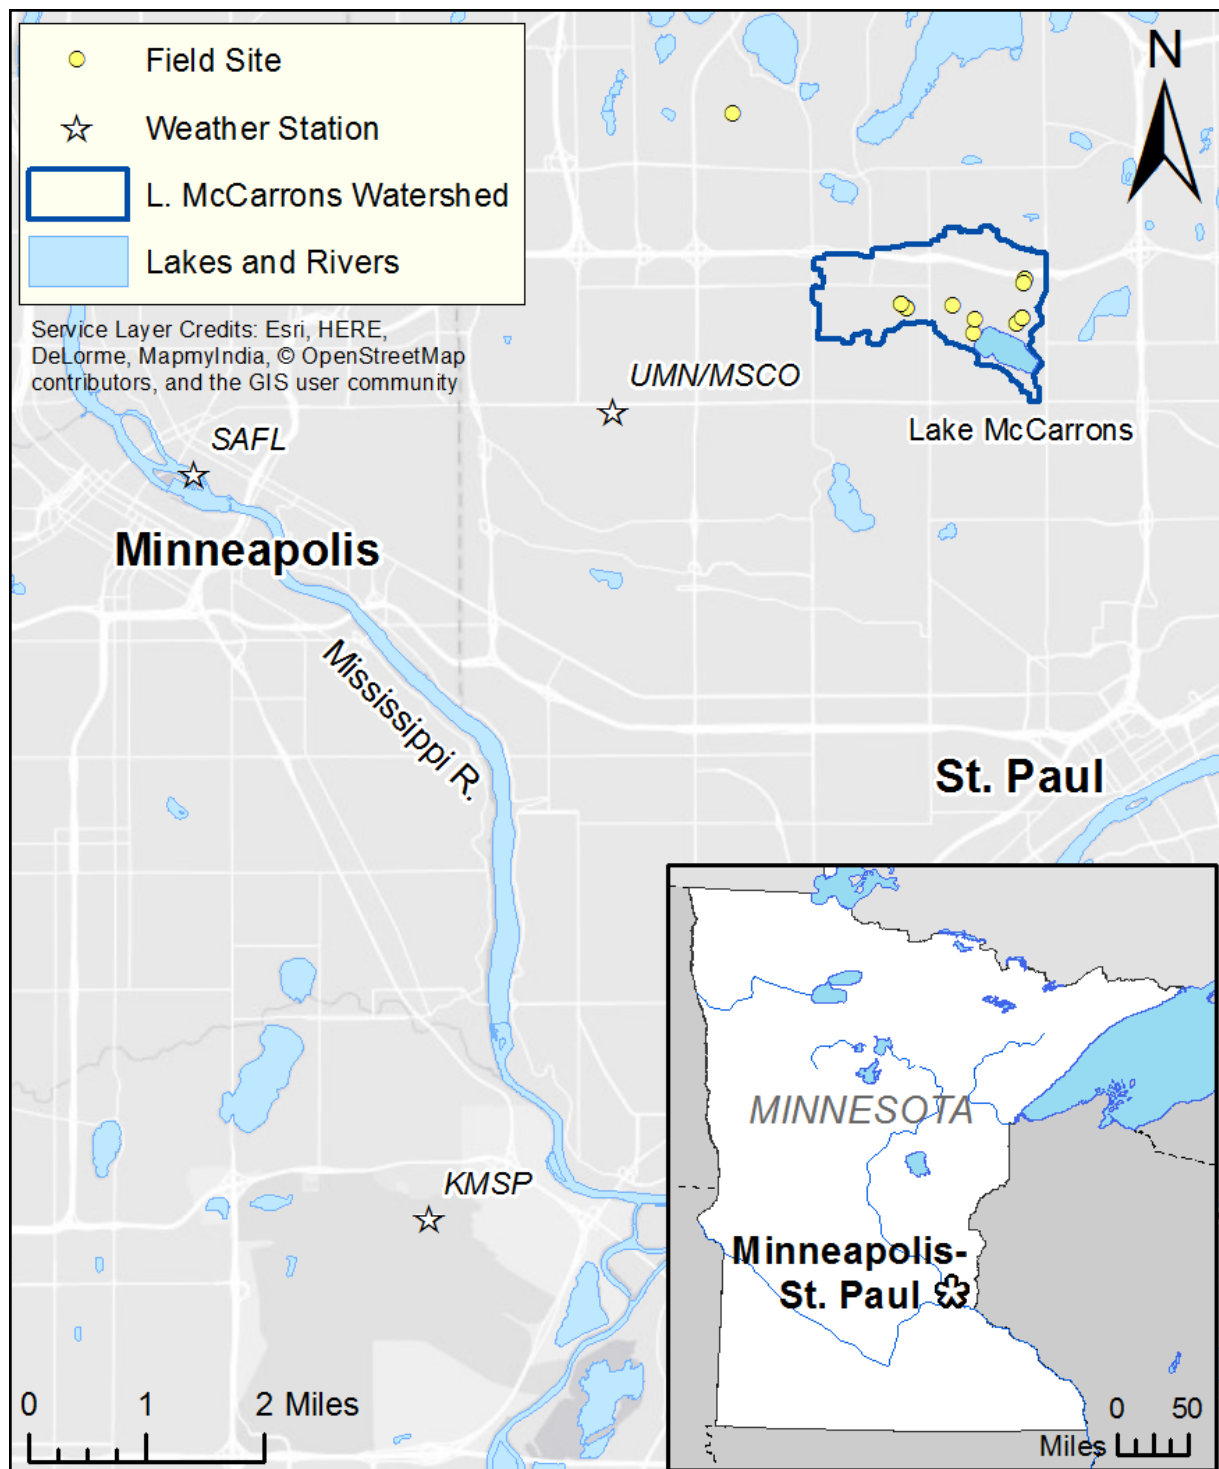 Field Site
Weather Station
L. McCarrons Watershed
Lakes and Rivers
Service Layer Credits: Esri, HERE,
DeLorme, MapmyIndia, © OpenStreetMap
contributors, and the GIS user community
N
UMN/MSCO
Lake McCarrons
SAFL
Minneapolis
Mississippi R.
St. Paul
KMSP
MINNESOTA
Minneapolis-
St. Paul
0 1 2 Miles
0 50
Miles